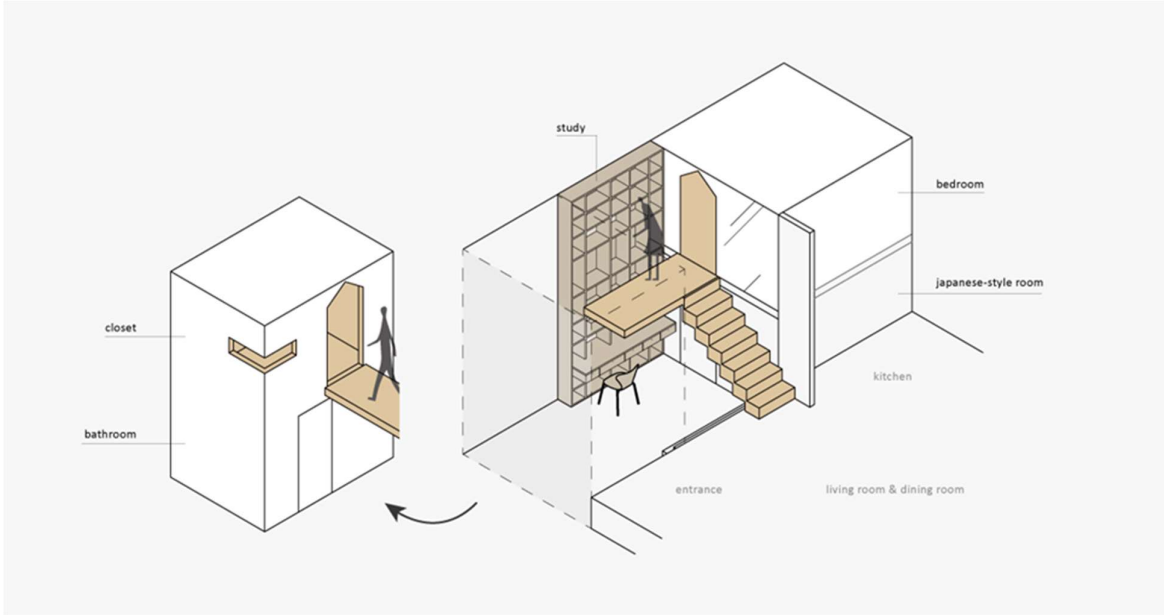 study
bedroom
japanese-style room
closet
kitchen
bathroom
entrance
living room & dining room